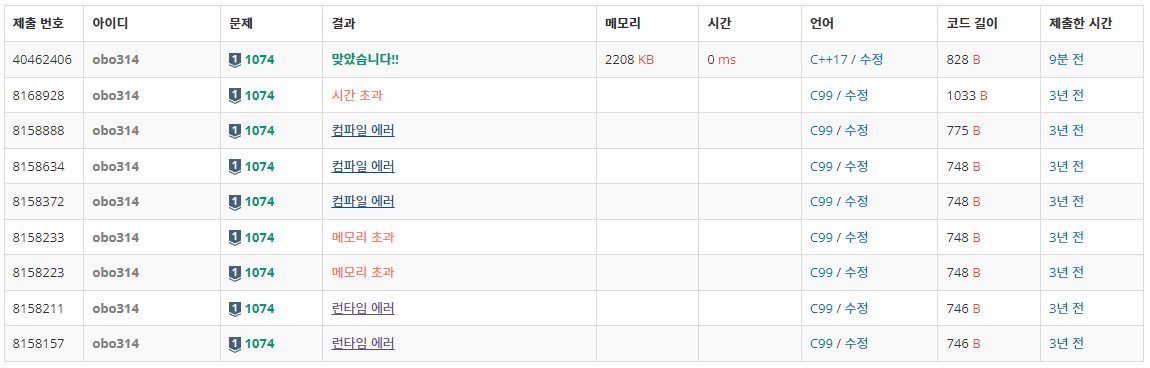 제출 번호 아이디 문제 결과 메모리 시간 언어 코드 길이 제출한 시간
40462406 obo314 1 1074 맞았습니다!! 2208 KB 0 ms C++17 / 수정 828 B 9분 전
8168928 obo314 1 1074 시간 초과 C99 / 수정 1033 B 3년 전
8158888 obo314 1 1074 컴파일 에러 C99 / 수정 775 B 3년 전
8158634 obo314 1 1074 컴파일 에러 C99 / 수정 748 B 3년 전
8158372 obo314 1 1074 컴파일 에러 C99 / 수정 748 B 3년 전
8158233 obo314 1 1074 메모리 초과 C99 / 수정 748 B 3년 전
8158223 obo314 1 1074 메모리 초과 C99 / 수정 748 B 3년 전
8158211 obo314 1 1074 런타임 에러 C99 / 수정 746 B 3년 전
8158157 obo314 1 1074 런타임 에러 C99 / 수정 746 B 3년 전